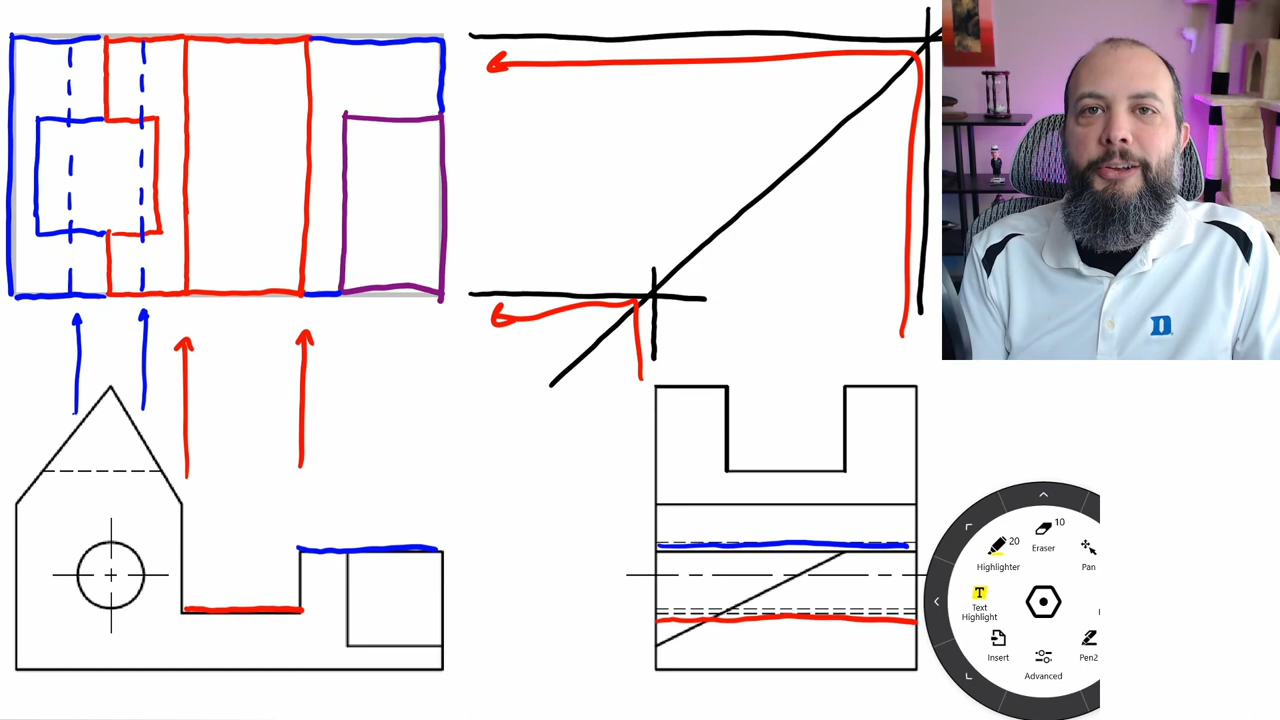 D
Eraser
10
Highlighter
20
Pan
T
Text
Highlight
Insert
Pen2
Advanced